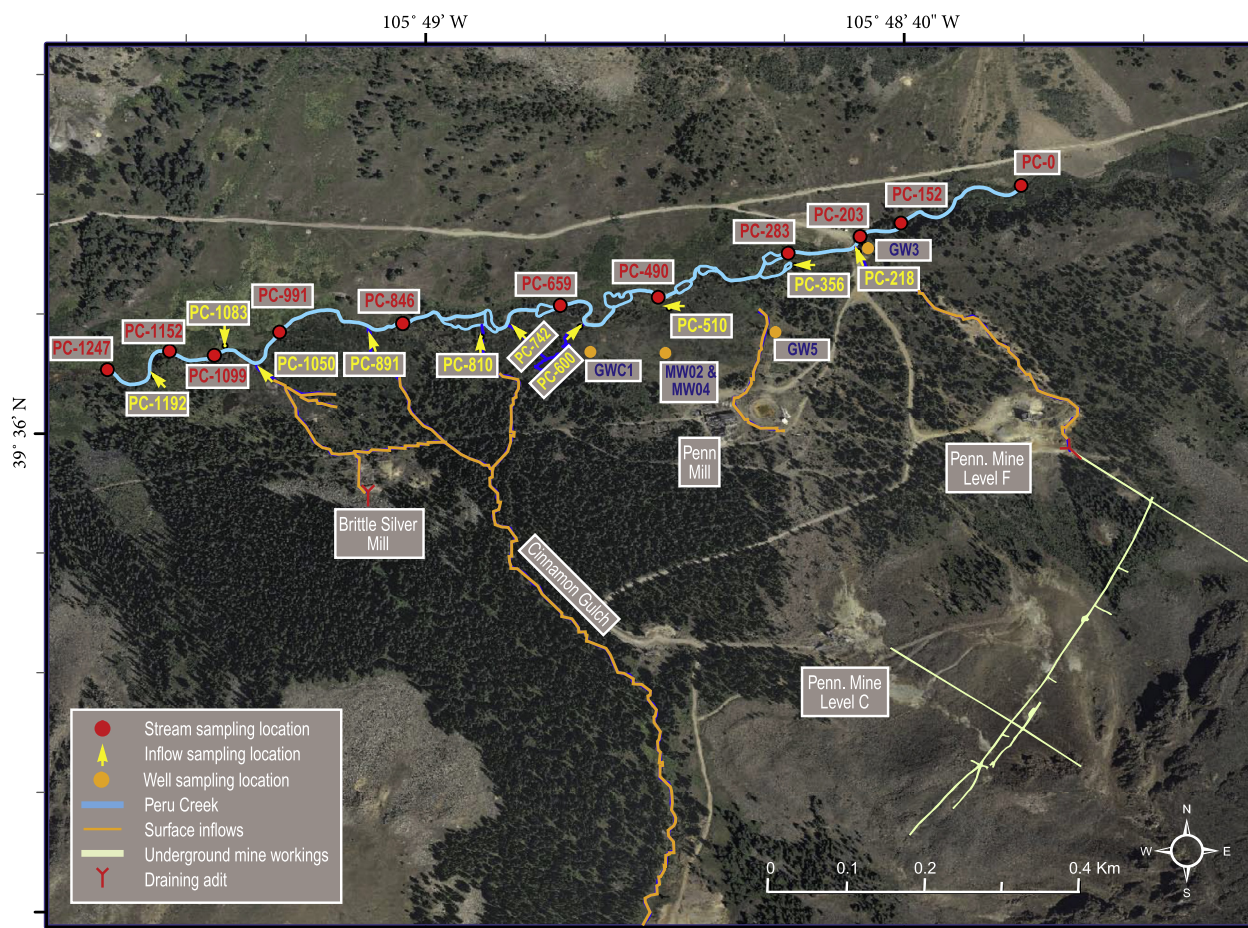 105° 49' W
105° 48' 40" W
39° 36' N
PC-0
PC-152
PC-203
PC-283
GW3
PC-218
PC-356
PC-490
PC-659
PC-510
PC-991
PC-846
PC-1083
PC-1152
PC-1247
PC-1099
PC-1050
PC-891
PC-810
PC-742
PC-600
PC-1192
GWC1
MW02 &
MW04
GW5
Penn
Mill
Penn. Mine
Level F
Brittle Silver
Mill
Cinnamon Gulch
Penn. Mine
Level C
Stream sampling location
Inflow sampling location
Well sampling location
Peru Creek
Surface inflows
Underground mine workings
Draining adit
0 0.1 0.2 0.4 Km
N
W E
S